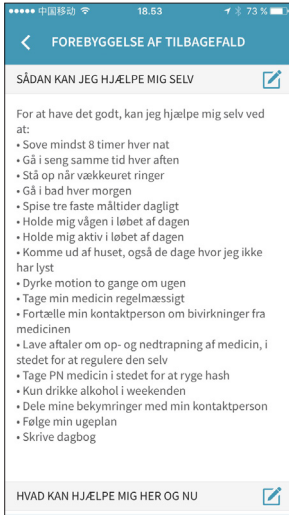 中国移动 18.53 73 %
FOREBYGGELSE AF TILBAGEFALD
SÅDAN KAN JEG HJÆLPE MIG SELV
For at have det godt, kan jeg hjælpe mig selv ved
at:
• Sove mindst 8 timer hver nat
• Gå i seng samme tid hver aften
• Stå op når vækkeuret ringer
• Gå i bad hver morgen
• Spise tre faste måltider dagligt
• Holde mig vågen i løbet af dagen
• Holde mig aktiv i løbet af dagen
• Komme ud af huset, også de dage hvor jeg ikke
har lyst
• Dyrke motion to gange om ugen
• Tage min medicin regelmæssigt
• Fortælle min kontaktperson om bivirkninger fra
medicinen
• Lave aftaler om op- og nedtrapning af medicin, i
stedet for at regulere den selv
• Tage PN medicin i stedet for at ryge hash
• Kun drikke alkohol i weekenden
• Dele mine bekymringer med min kontaktperson
• Følge min ugeplan
• Skrive dagbog
HVAD KAN HJÆLPE MIG HER OG NU